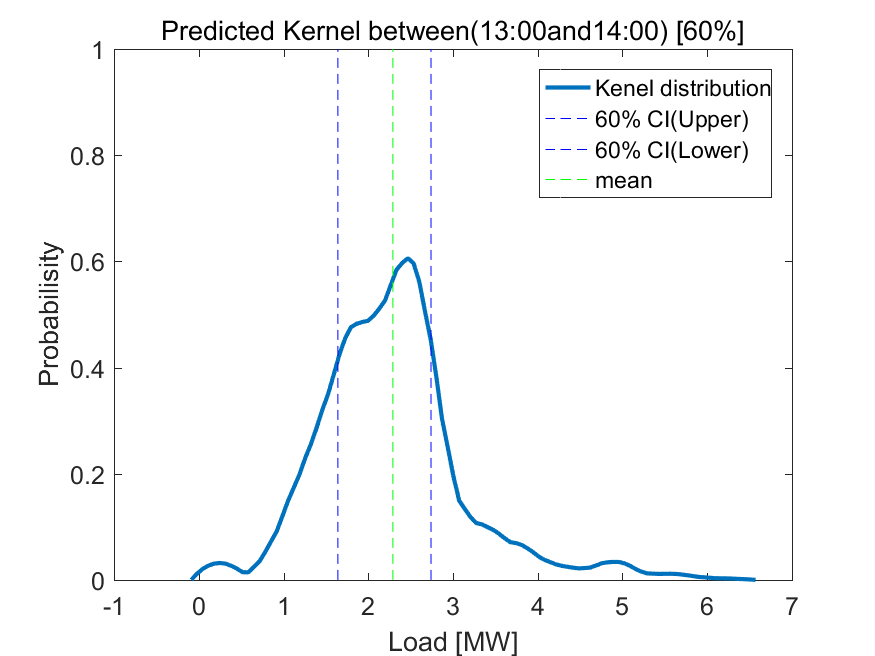 Predicted Kernel between(13:00and14:00) [60%]
1
0.8
0.6
0.4
0.2
0
Probabilisity
Kenel distribution
60% CI(Upper)
60% CI(Lower)
mean
-1 0 1 2 3 4 5 6 7
Load [MW]